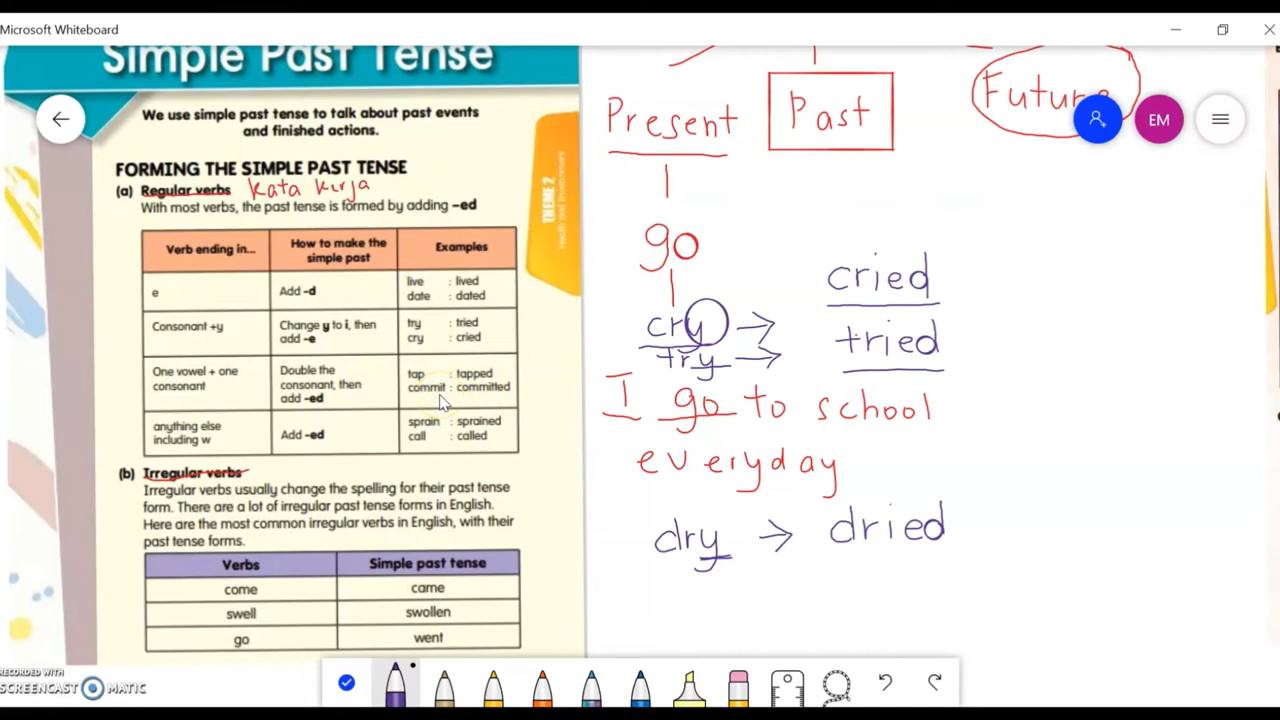 Microsoft Whiteboard
Simple Past Tense
We use simple past tense to talk about past events
and finished actions.
FORMING THE SIMPLE PAST TENSE
(a) Regular verbs Kata Kerja
With most verbs, the past tense is formed by adding –ed
Verb ending in... How to make the simple past Examples
e Add -d live : lived
date : dated
Consonant +y Change y to i, then add -e try : tried
cry : cried
One vowel + one consonant Double the consonant, then add -ed tap : tapped
commit : committed
anything else including w Add -ed sprain : sprained
call : called
(b) Irregular verbs
Irregular verbs usually change the spelling for their past tense
form. There are a lot of irregular past tense forms in English.
Here are the most common irregular verbs in English, with their
past tense forms.
Verbs Simple past tense
come came
swell swollen
go went
THEME 2
Health and Environment
Present Past Future
EM
go
cry → cried
try → tried
I go to school
everyday
dry → dried
RECORDED WITH
SCREENCAST MATIC